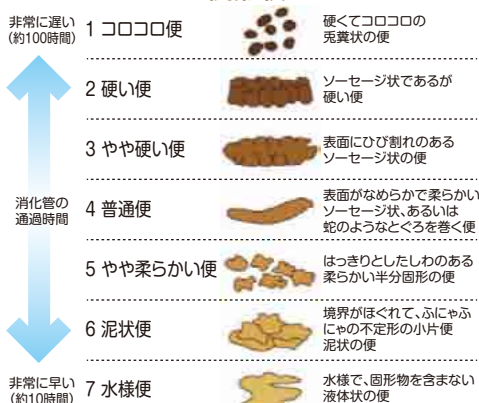 非常に遅い
(約100時間)
1 コロコロ便
硬くてコロコロの
兎糞状の便
2 硬い便
ソーセージ状であるが
硬い便
3 やや硬い便
表面にひび割れのある
ソーセージ状の便
消化管の
通過時間
4 普通便
表面がなめらかで柔らかい
ソーセージ状、あるいは
蛇のようなとぐろを巻く便
5 やや柔らかい便
はっきりとしたしわのある
柔らかい半分固形の便
6 泥状便
境界がほぐれて、ふにゃふ
にゃの不定形の小片便
泥状の便
非常に早い
(約10時間)
7 水様便
水様で、固形物を含まない
液体状の便